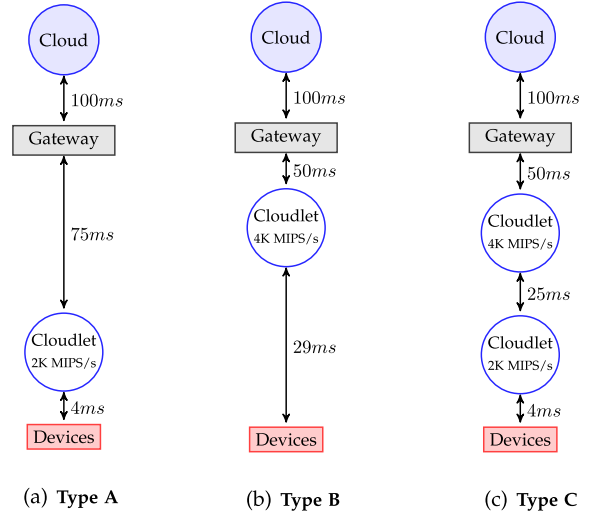 Cloud
100ms
Gateway
75ms
Cloudlet
2K MIPS/s
4ms
Devices
(a) Type A
Cloud
100ms
Gateway
50ms
Cloudlet
4K MIPS/s
29ms
Devices
(b) Type B
Cloud
100ms
Gateway
50ms
Cloudlet
4K MIPS/s
25ms
Cloudlet
2K MIPS/s
4ms
Devices
(c) Type C